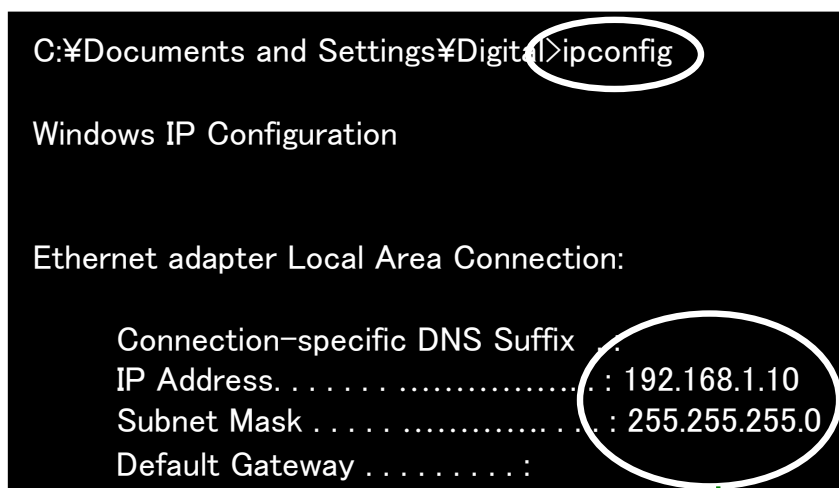 C:¥Documents and Settings¥Digital>ipconfig
Windows IP Configuration
Ethernet adapter Local Area Connection:
Connection-specific DNS Suffix . :
IP Address. . . . . . . .................. . : 192.168.1.10
Subnet Mask . . . . . .............. . . . : 255.255.255.0
Default Gateway . . . . . . . . . :